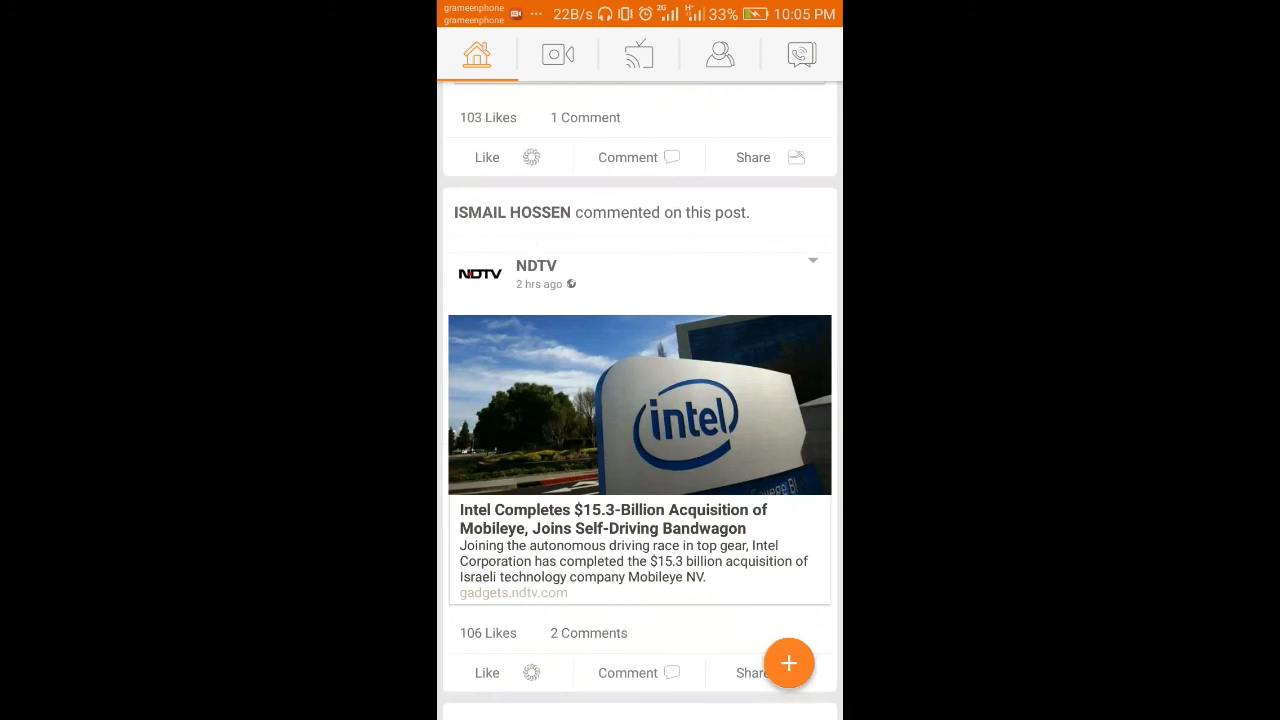 grameenphone
grameenphone
22B/s 2G H+ 33% 10:05 PM
103 Likes 1 Comment
Like Comment Share
ISMAIL HOSSEN commented on this post.
NDTV
NDTV
2 hrs ago
intel
College Bl
Intel Completes $15.3-Billion Acquisition of
Mobileye, Joins Self-Driving Bandwagon
Joining the autonomous driving race in top gear, Intel
Corporation has completed the $15.3 billion acquisition of
Israeli technology company Mobileye NV.
gadgets.ndtv.com
106 Likes 2 Comments
Like Comment Share
+